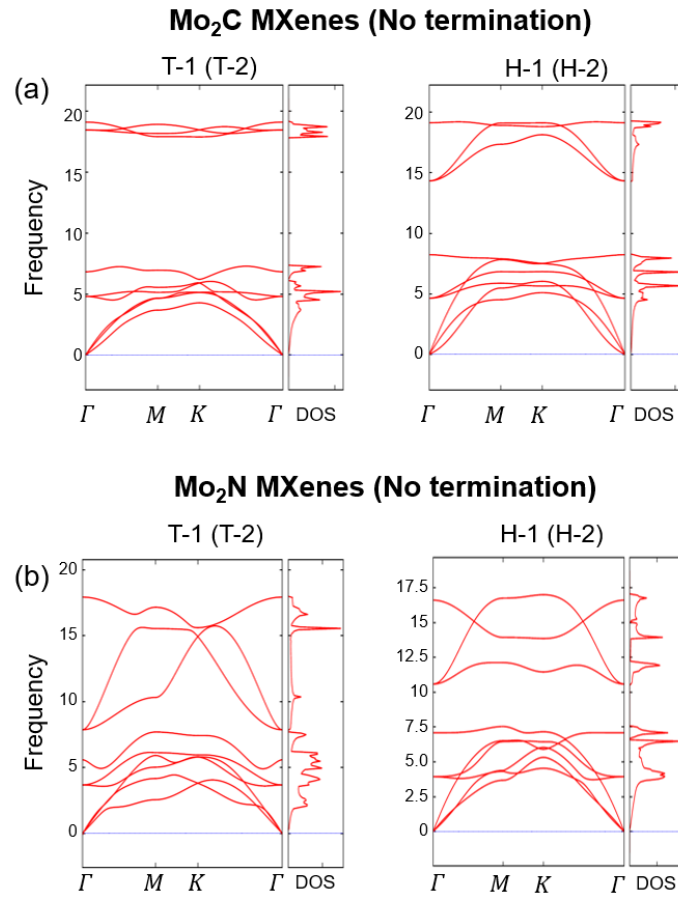 Mo₂C MXenes (No termination)
T-1 (T-2)
H-1 (H-2)
(a)
Frequency
20
15
10
5
0
Γ M K Γ DOS
20
15
10
5
0
Γ M K Γ DOS
Mo₂N MXenes (No termination)
T-1 (T-2)
H-1 (H-2)
(b)
Frequency
20
15
10
5
0
Γ M K Γ DOS
17.5
15
12.5
10
7.5
5
2.5
0
Γ M K Γ DOS